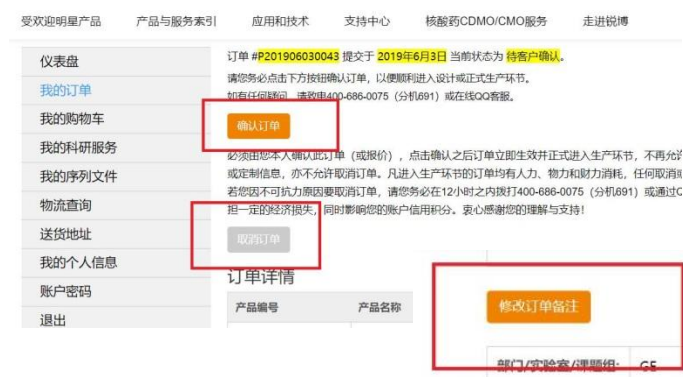 受欢迎明星产品 产品与服务索引 应用和技术 支持中心 核酸药CDMO/CMO服务 走进锐博
仪表盘
我的订单
我的购物车
我的科研服务
我的序列文件
物流查询
送货地址
我的个人信息
账户密码
退出
订单 #P201906030043 提交于 2019年6月3日 当前状态为 待客户确认。
请您务必点击下方按钮确认订单，以便顺利进入设计或正式生产环节。
如有任何疑问，请致电400-686-0075（分机691）或在线QQ客服。
确认订单
必须由您本人确认此订单（或报价），点击确认之后订单立即生效并正式进入生产环节，不再允许
或定制信息，亦不允许取消订单。凡进入生产环节的订单均有人力、物力和财力消耗，任何取消或
若您因不可抗力原因要取消订单，请您务必在12小时之内拨打400-686-0075（分机691）或通过Q
担一定的经济损失，同时影响您的账户信用积分。衷心感谢您的理解与支持！
取消订单
订单详情
产品编号 产品名称
修改订单备注
部门/实验室/课题组: GE